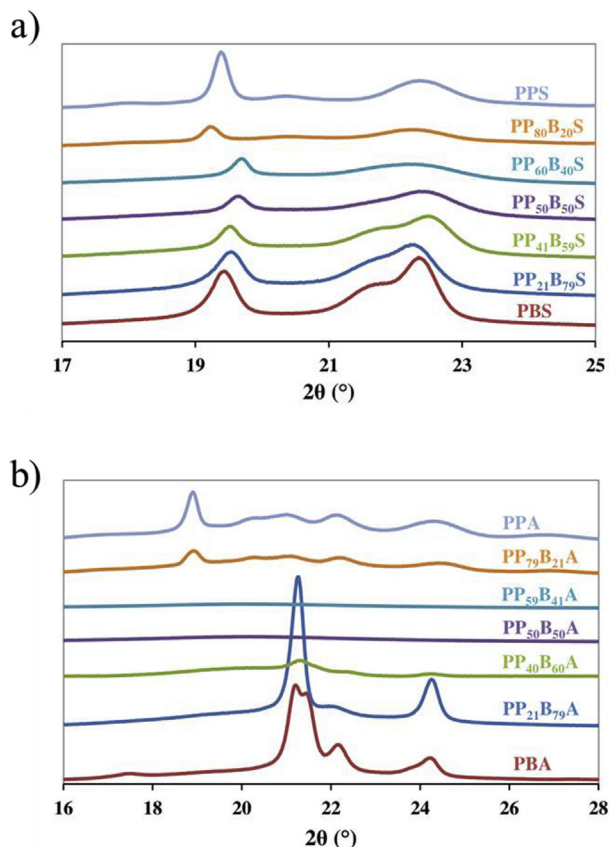 a)
PPS
PP₈₀B₂₀S
PP₆₀B₄₀S
PP₅₀B₅₀S
PP₄₁B₅₉S
PP₂₁B₇₉S
PBS
17 19 21 23 25
2θ (°)
b)
PPA
PP₇₉B₂₁A
PP₅₉B₄₁A
PP₅₀B₅₀A
PP₄₀B₆₀A
PP₂₁B₇₉A
PBA
16 18 20 22 24 26 28
2θ (°)